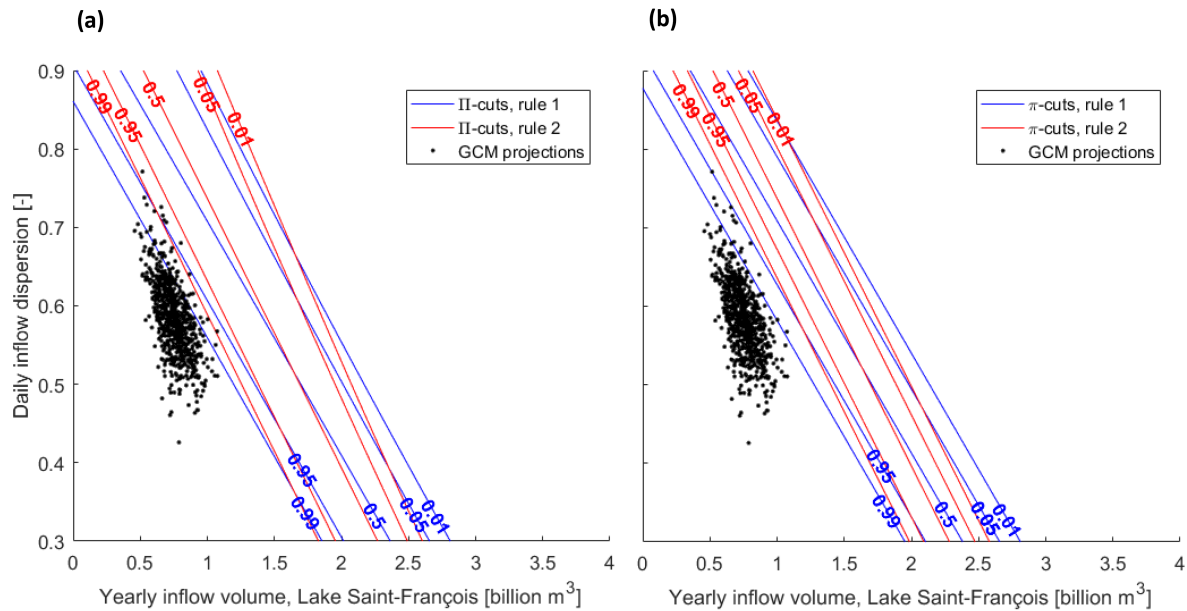 (a)
(b)
0.9
0.8
0.7
0.6
0.5
0.4
0.3
Daily inflow dispersion [-]
0 0.5 1 1.5 2 2.5 3 3.5 4
Yearly inflow volume, Lake Saint-François [billion m³]
Π-cuts, rule 1
Π-cuts, rule 2
GCM projections
0.99
0.95
0.5
0.05
0.01
0.99
0.95
0.5
0.05
0.01
π-cuts, rule 1
π-cuts, rule 2
GCM projections
0.99
0.95
0.5
0.05
0.01
0.99
0.95
0.5
0.05
0.01
0 0.5 1 1.5 2 2.5 3 3.5 4
Yearly inflow volume, Lake Saint-François [billion m³]